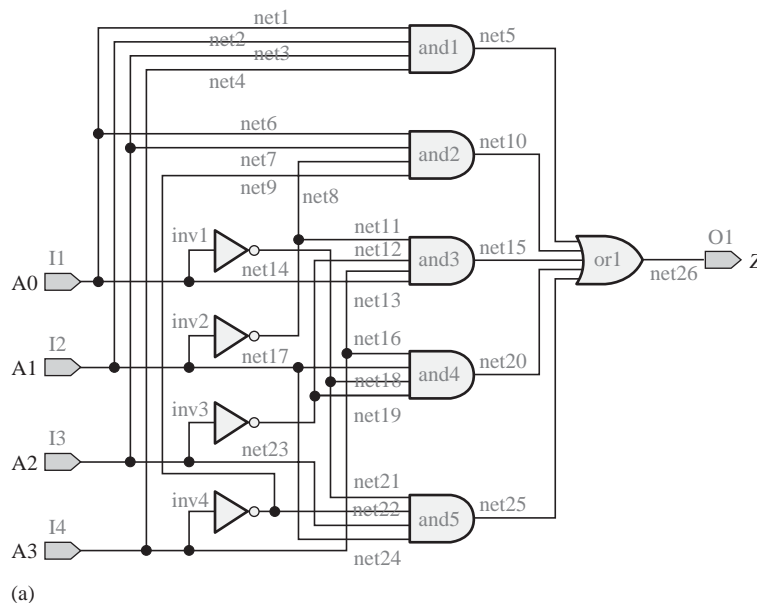 net1
net2
net3
net4
and1
net5
net6
net7
net9
and2
net10
net8
I1
A0
inv1
net14
net11
net12
and3
net15
net13
or1
O1
Z
net26
I2
A1
inv2
net17
net16
net18
and4
net20
net19
I3
A2
inv3
net23
I4
A3
inv4
net21
net22
and5
net25
net24
(a)